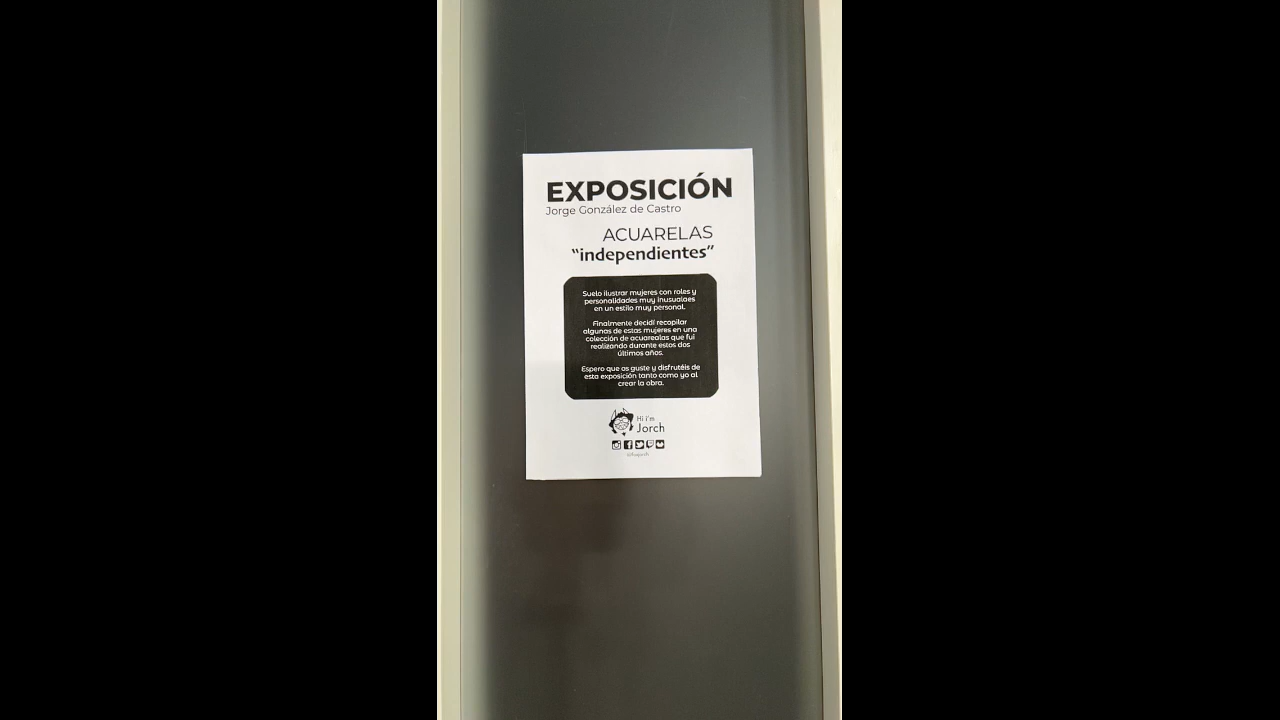 EXPOSICIÓN
Jorge González de Castro
ACUARELAS
“independientes”
Suelo ilustrar mujeres con roles y
personalidades muy inusualaes
en un estilo muy personal.
Finalmente decidí recopilar
algunas de estas mujeres en una
colección de acuarealas que fui
realizando durante estos dos
últimos años.
Espero que os guste y disfrutéis de
esta exposición tanto como yo al
crear la obra.
Hi i'm
Jorch